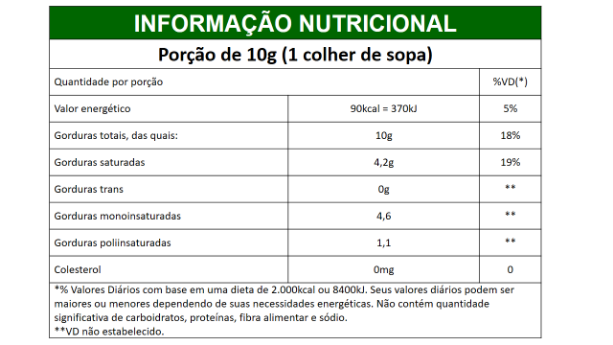 INFORMAÇÃO NUTRICIONAL
Porção de 10g (1 colher de sopa)
Quantidade por porção %VD(*)
Valor energético 90kcal = 370kJ 5%
Gorduras totais, das quais: 10g 18%
Gorduras saturadas 4,2g 19%
Gorduras trans 0g **
Gorduras monoinsaturadas 4,6 **
Gorduras poliinsaturadas 1,1 **
Colesterol 0mg 0
*% Valores Diários com base em uma dieta de 2.000kcal ou 8400kJ. Seus valores diários podem ser
maiores ou menores dependendo de suas necessidades energéticas. Não contém quantidade
significativa de carboidratos, proteínas, fibra alimentar e sódio.
**VD não estabelecido.